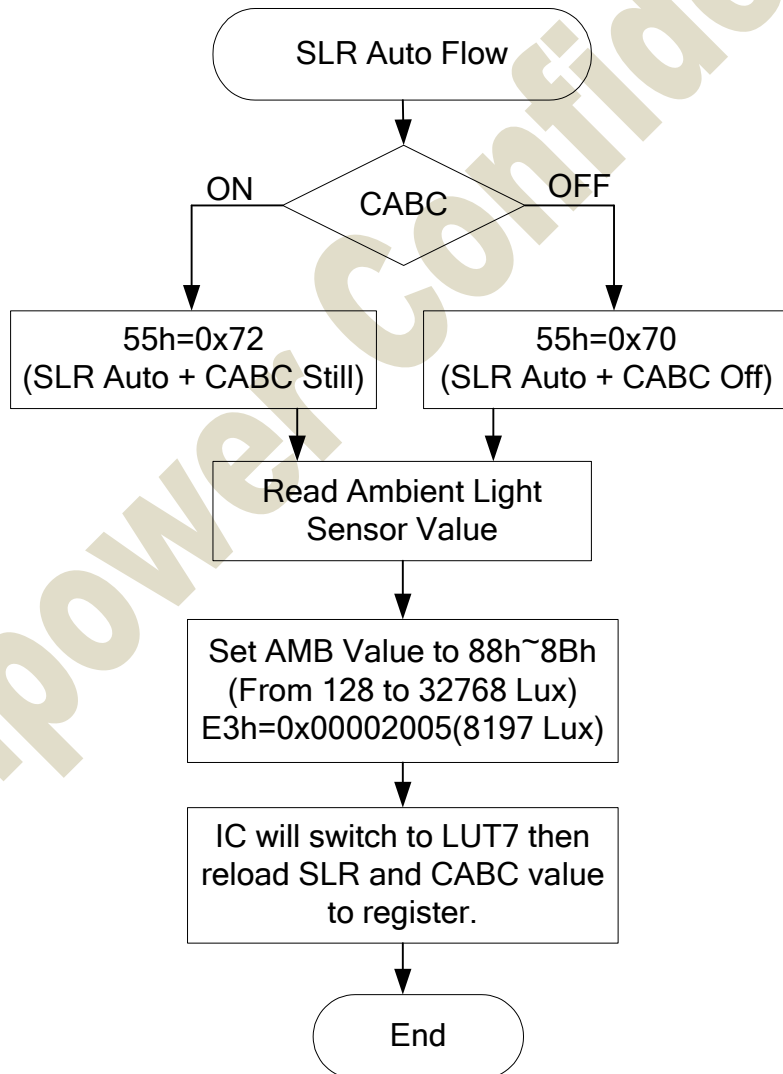 SLR Auto Flow
CABC
ON
OFF
55h=0x72
(SLR Auto + CABC Still)
55h=0x70
(SLR Auto + CABC Off)
Read Ambient Light
Sensor Value
Set AMB Value to 88h~8Bh
(From 128 to 32768 Lux)
E3h=0x00002005(8197 Lux)
IC will switch to LUT7 then
reload SLR and CABC value
to register.
End